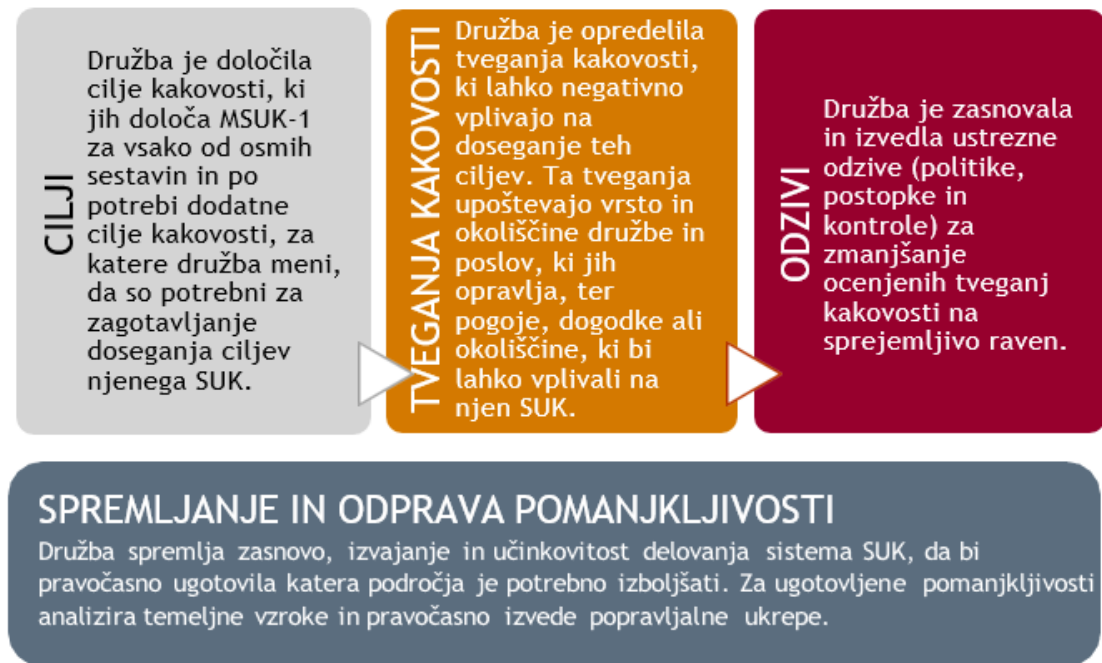 CILJI
Družba je določila
cilje kakovosti, ki
jih določa MSUK-1
za vsako od osmih
sestavin in po
potrebi dodatne
cilje kakovosti, za
katere družba meni,
da so potrebni za
zagotavljanje
doseganja ciljev
njenega SUK.
TVEGANJA KAKOVOSTI
Družba je opredelila
tveganja kakovosti,
ki lahko negativno
vplivajo na
doseganje teh
ciljev. Ta tveganja
upoštevajo vrsto in
okoliščine družbe in
poslov, ki jih
opravlja, ter
pogoje, dogodke ali
okoliščine, ki bi
lahko vplivali na
njen SUK.
ODZIVI
Družba je zasnovala
in izvedla ustrezne
odzive (politike,
postopke in
kontrole) za
zmanjšanje
ocenjenih tveganj
kakovosti na
sprejemljivo raven.
SPREMLJANJE IN ODPRAVA POMANJKLJIVOSTI
Družba spremlja zasnovo, izvajanje in učinkovitost delovanja sistema SUK, da bi
pravočasno ugotovila katera področja je potrebno izboljšati. Za ugotovljene pomanjkljivosti
analizira temeljne vzroke in pravočasno izvede popravljalne ukrepe.